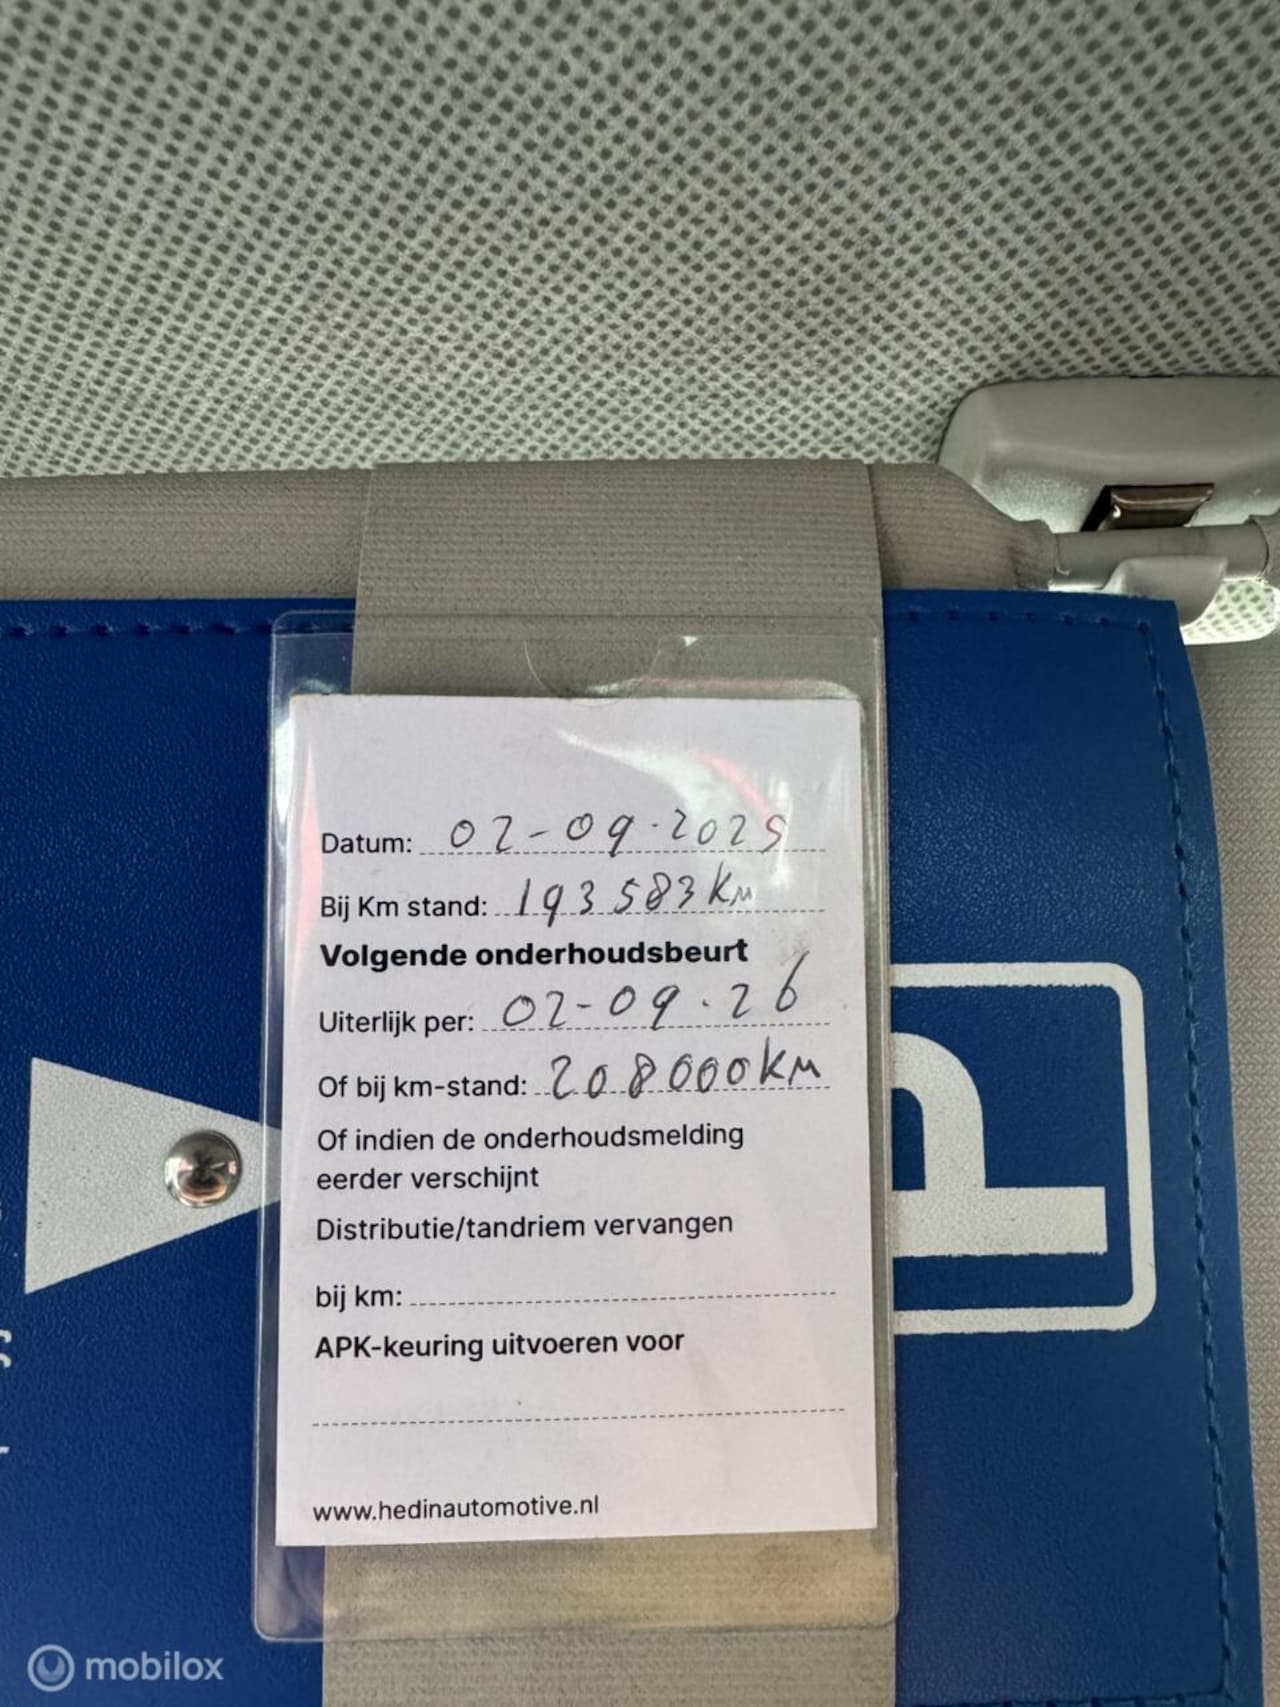 Datum: 02-09-2025
Bij Km stand: 193583 km
Volgende onderhoudsbeurt
Uiterlijk per: 02-09-26
Of bij km-stand: 208000 km
Of indien de onderhoudsmelding
eerder verschijnt
Distributie/tandriem vervangen
bij km:
APK-keuring uitvoeren voor
www.hedinautomotive.nl
P
mobilox